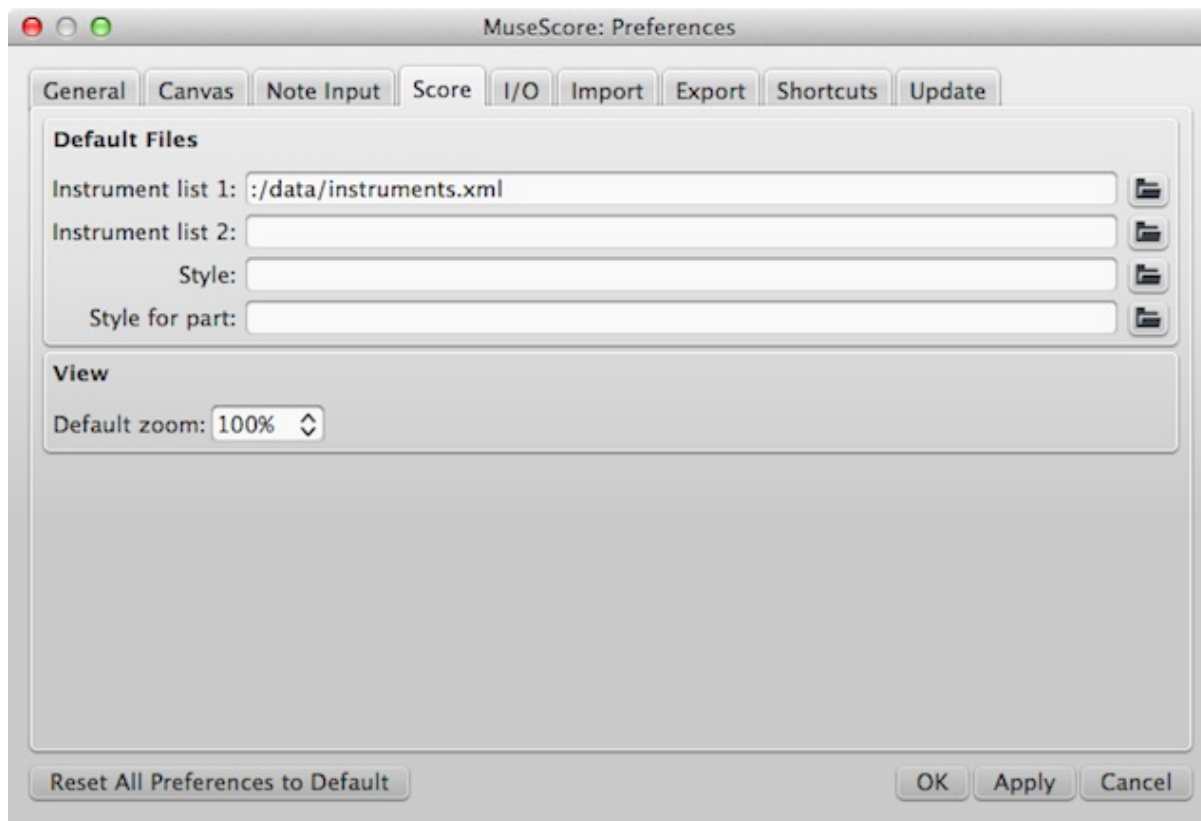 MuseScore: Preferences
General Canvas Note Input Score I/O Import Export Shortcuts Update
Default Files
Instrument list 1: :/data/instruments.xml
Instrument list 2:
Style:
Style for part:
View
Default zoom: 100%
Reset All Preferences to Default OK Apply Cancel